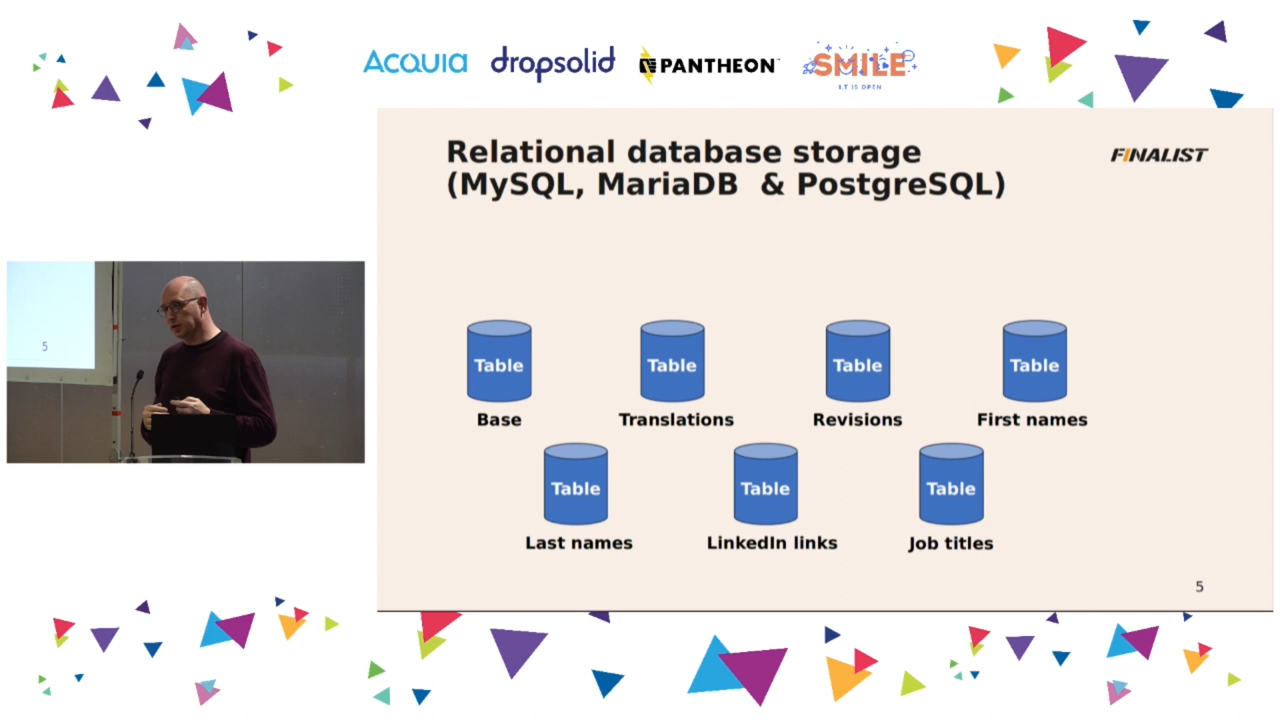 Acquia
dropsolid
PANTHEON
SMILE
I.T IS OPEN
Relational database storage
(MySQL, MariaDB & PostgreSQL)
FINALIST
Table
Table
Table
Table
Base
Translations
Revisions
First names
Table
Table
Table
Last names
LinkedIn links
Job titles
5
5